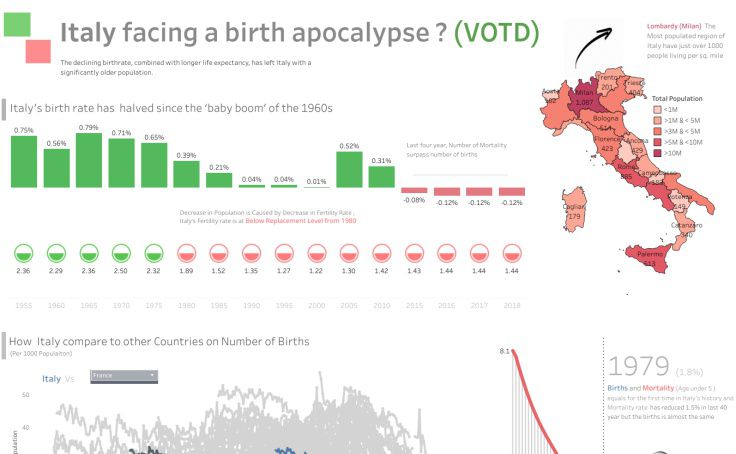 Italy facing a birth apocalypse ? (VOTD)
The declining birthrate, combined with longer life expectancy, has left Italy with a
significantly older population.
Lombardy (Milan) The
Most populated region of
Italy have just over 1000
people living per sq. mile
Italy's birth rate has halved since the 'baby boom' of the 1960s
0.75% 0.56% 0.79% 0.71% 0.65% 0.39% 0.21% 0.04% 0.04% 0.01% 0.52% 0.31%
Last four year, Number of Mortality
surpass number of births
-0.08% -0.12% -0.12% -0.12%
Decrease in Population is Caused by Decrease in Fertility Rate ,
Italy's Fertility rate is at Below Replacement Level from 1980
2.36 2.29 2.36 2.50 2.32 1.89 1.52 1.35 1.27 1.22 1.30 1.42 1.43 1.44 1.44 1.44
1955 1960 1965 1970 1975 1980 1985 1990 1995 2000 2005 2010 2015 2016 2017 2018
Trento
201
Trieste
Aosta
Milan
1,087
Bologna
Florence
423
Ancona
429
Rome
885
Campobasso
Potenza
149
Catanzaro
Cagliari
179
Palermo
513
Total Population
<1M
>1M & <5M
>3M & <5M
>5M & <10M
>10M
How Italy compare to other Countries on Number of Births
(Per 1000 Populaiton)
Italy Vs
France
50
40
8.1
1979 (1.8%)
Births and Mortality (Age under 5 )
equals for the first time in Italy's history and
Mortality rate has reduced 1.5% in last 40
year but the births is almost the same